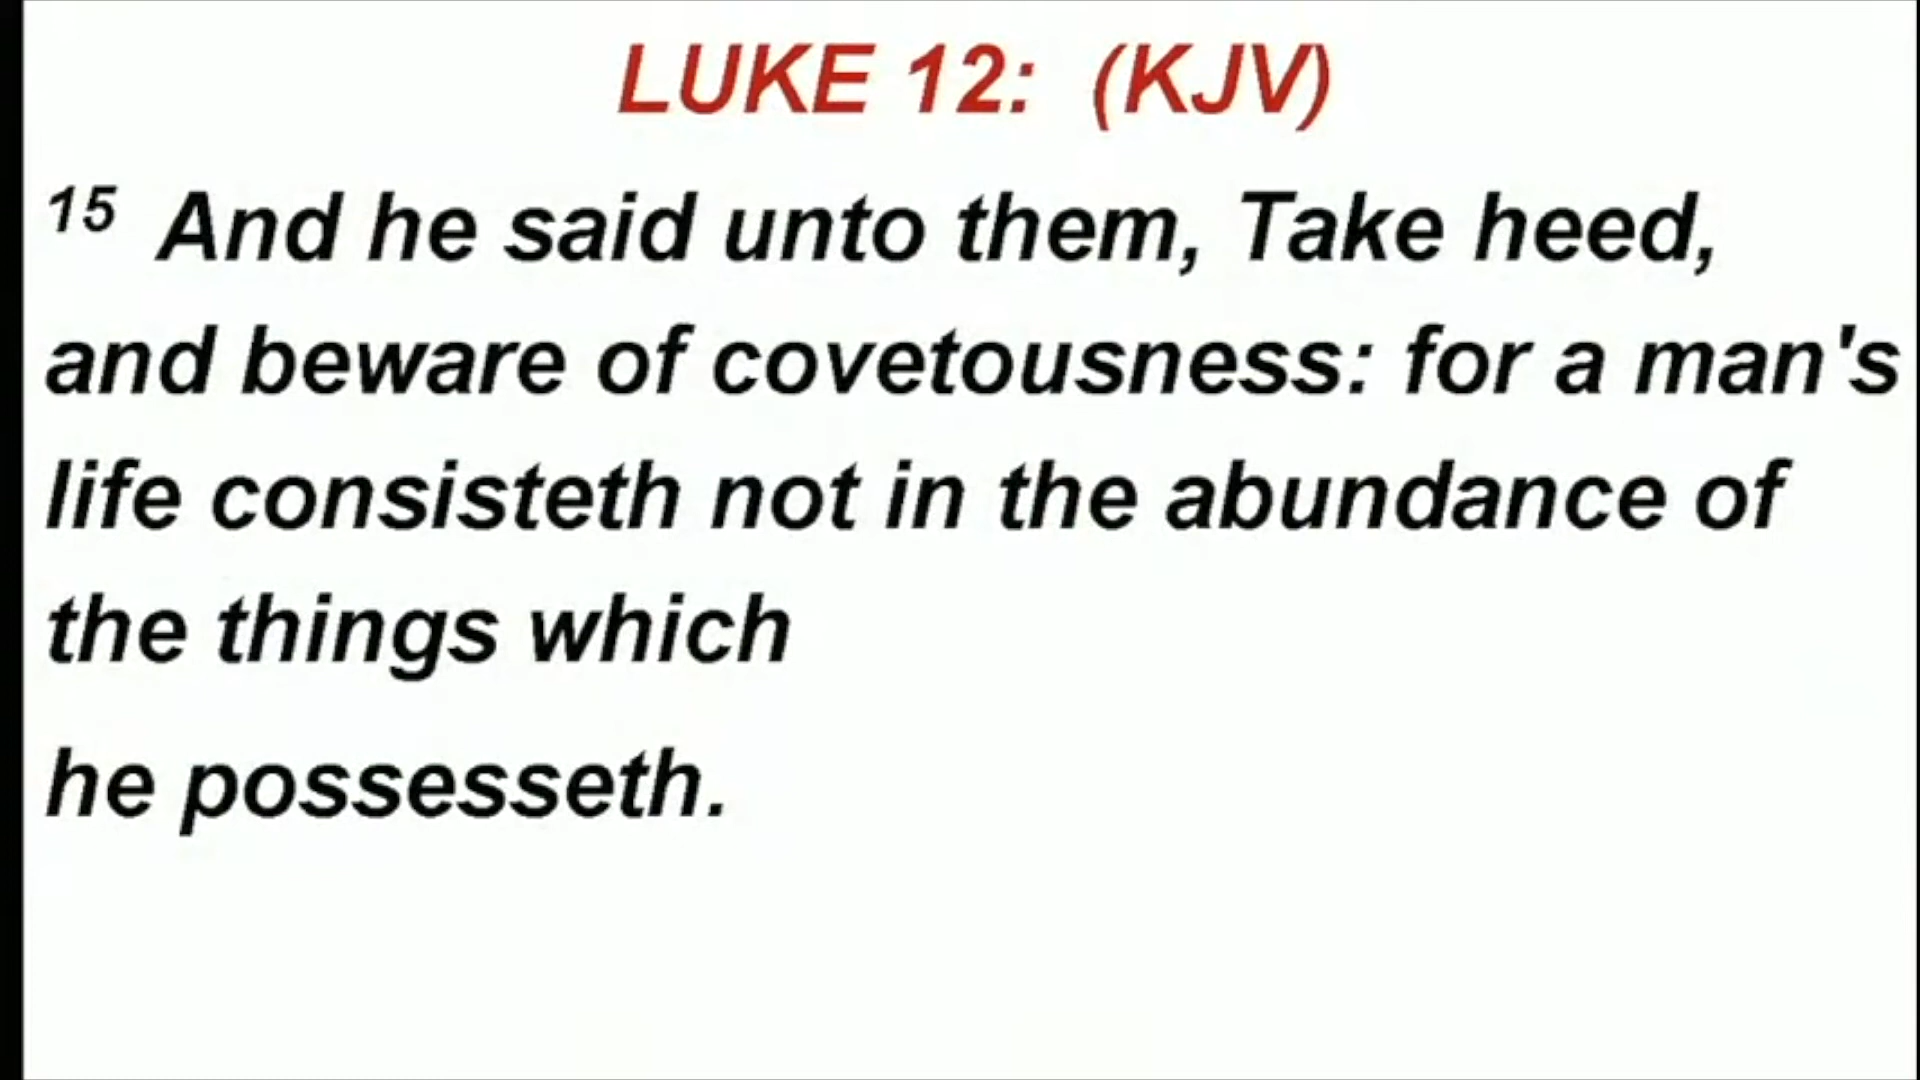 LUKE 12: (KJV)
15 And he said unto them, Take heed,
and beware of covetousness: for a man's
life consisteth not in the abundance of
the things which
he possesseth.